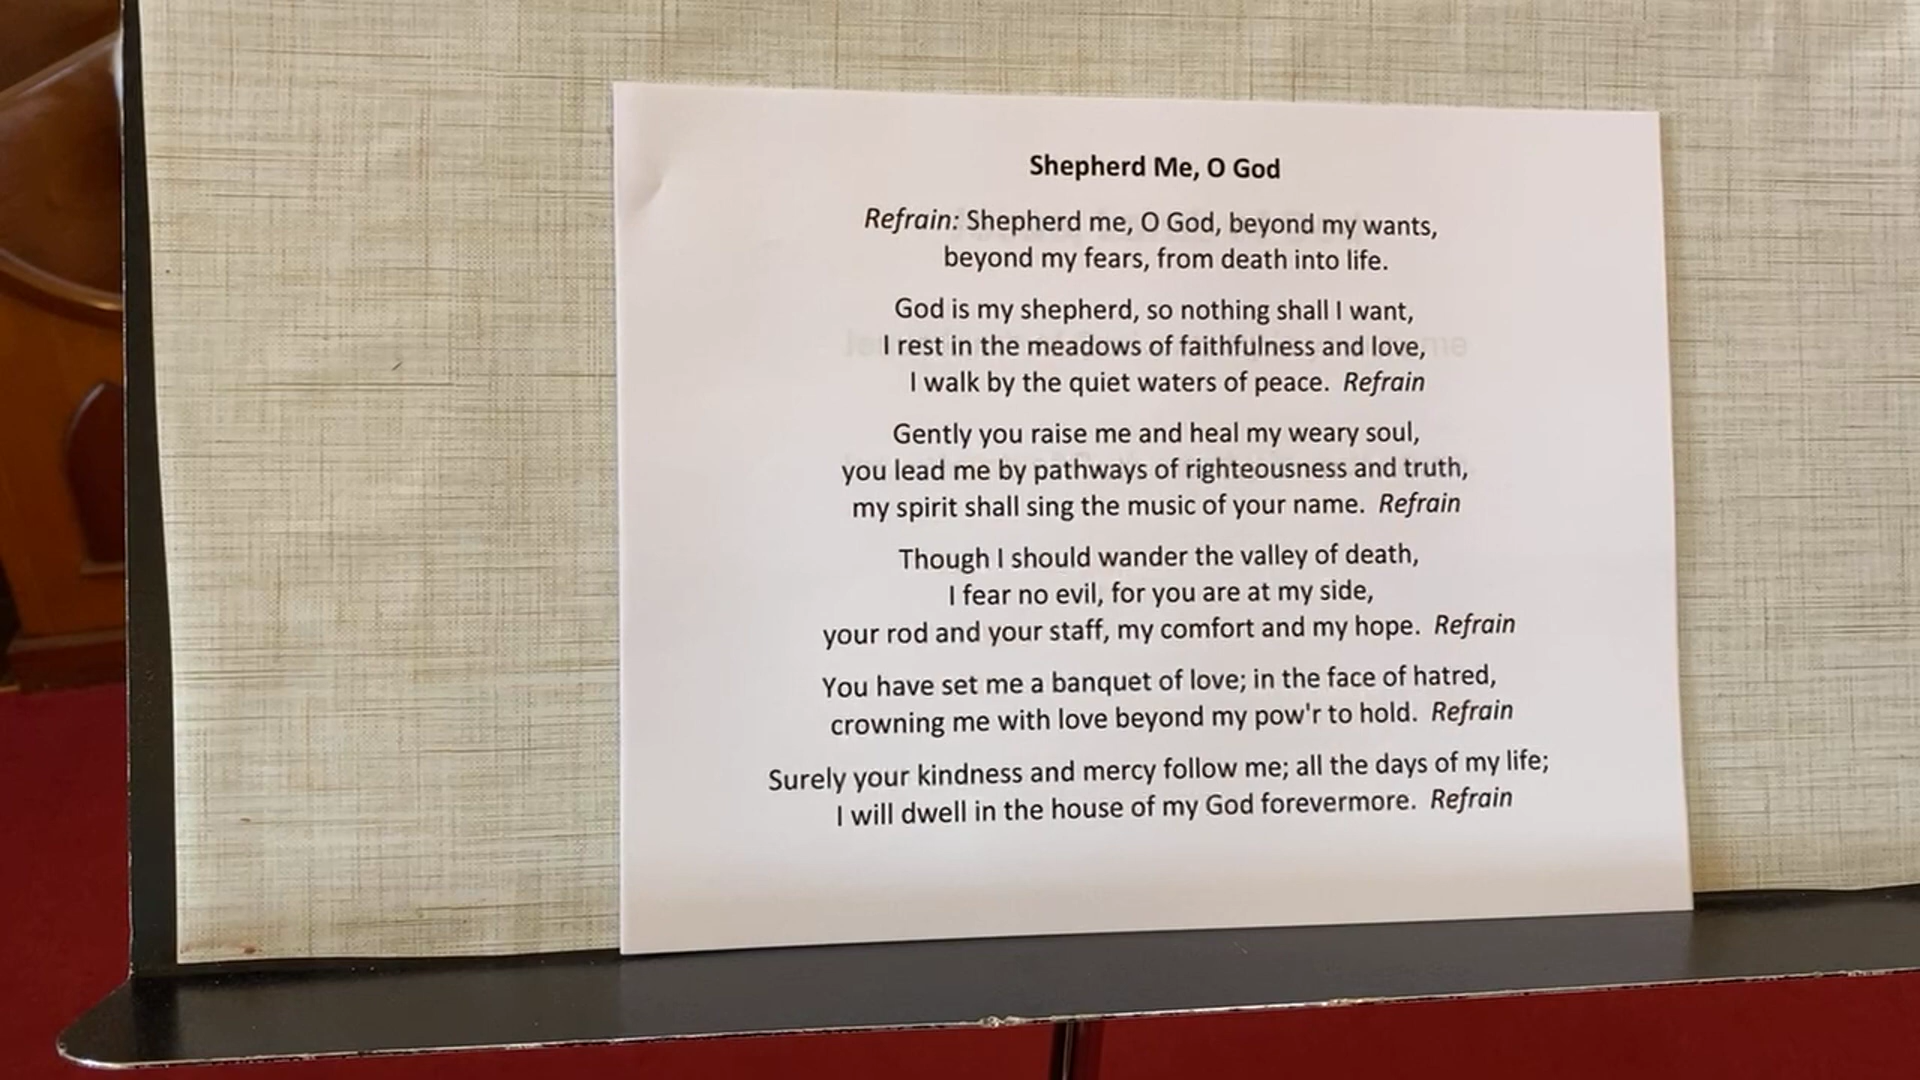 Shepherd Me, O God
Refrain: Shepherd me, O God, beyond my wants,
beyond my fears, from death into life.
God is my shepherd, so nothing shall I want,
I rest in the meadows of faithfulness and love,
I walk by the quiet waters of peace. Refrain
Gently you raise me and heal my weary soul,
you lead me by pathways of righteousness and truth,
my spirit shall sing the music of your name. Refrain
Though I should wander the valley of death,
I fear no evil, for you are at my side,
your rod and your staff, my comfort and my hope. Refrain
You have set me a banquet of love; in the face of hatred,
crowning me with love beyond my pow'r to hold. Refrain
Surely your kindness and mercy follow me; all the days of my life;
I will dwell in the house of my God forevermore. Refrain